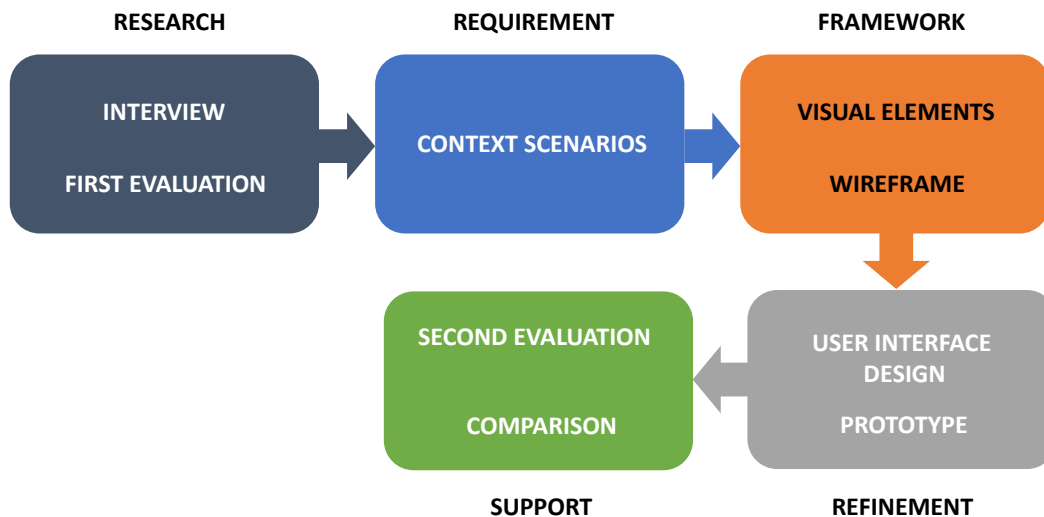 RESEARCH
REQUIREMENT
FRAMEWORK
INTERVIEW
FIRST EVALUATION
CONTEXT SCENARIOS
VISUAL ELEMENTS
WIREFRAME
USER INTERFACE
DESIGN
PROTOTYPE
SECOND EVALUATION
COMPARISON
SUPPORT
REFINEMENT